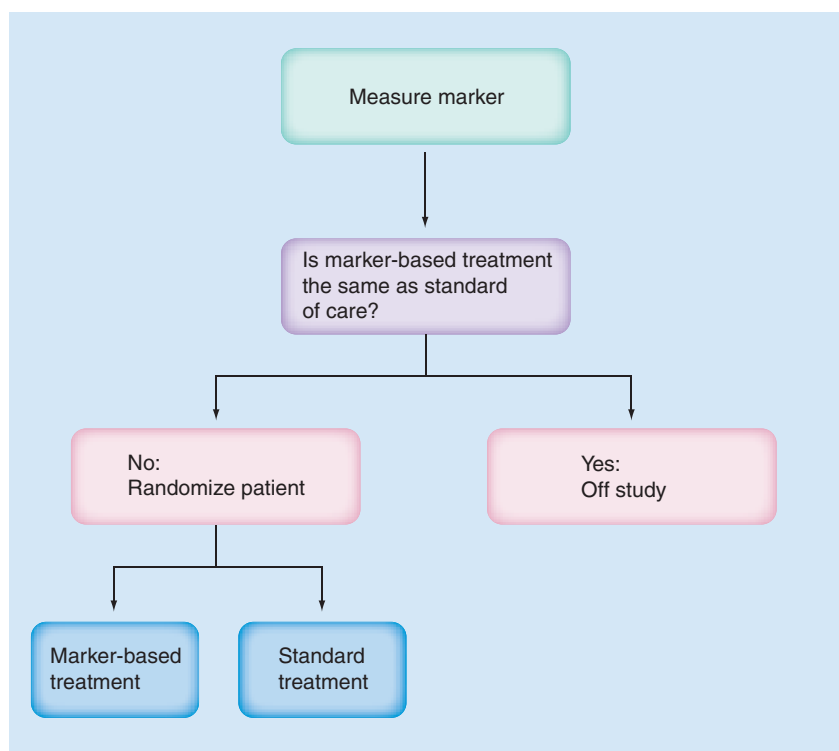 Measure marker
Is marker-based treatment
the same as standard
of care?
No:
Randomize patient
Yes:
Off study
Marker-based
treatment
Standard
treatment